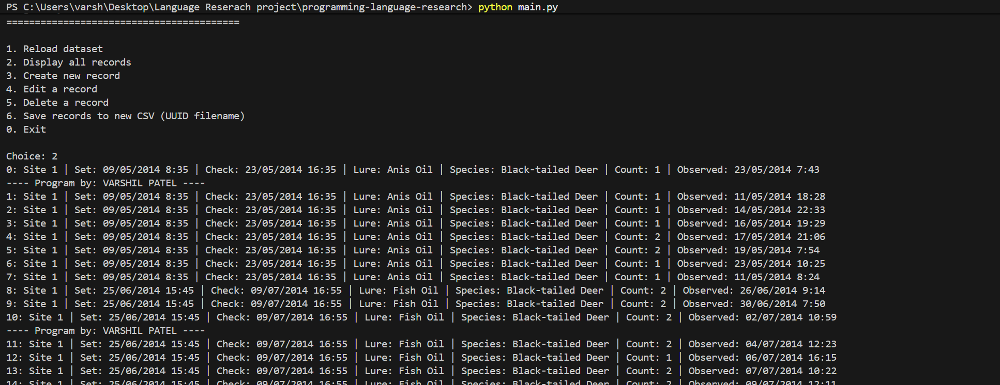 PS C:\Users\varsh\Desktop\Language Reserach project\programming-language-research> python main.py
=========================================
1. Reload dataset
2. Display all records
3. Create new record
4. Edit a record
5. Delete a record
6. Save records to new CSV (UUID filename)
0. Exit
Choice: 2
0: Site 1 | Set: 09/05/2014 8:35 | Check: 23/05/2014 16:35 | Lure: Anis Oil | Species: Black-tailed Deer | Count: 1 | Observed: 23/05/2014 7:43
---- Program by: VARSHIL PATEL ----
1: Site 1 | Set: 09/05/2014 8:35 | Check: 23/05/2014 16:35 | Lure: Anis Oil | Species: Black-tailed Deer | Count: 1 | Observed: 11/05/2014 18:28
2: Site 1 | Set: 09/05/2014 8:35 | Check: 23/05/2014 16:35 | Lure: Anis Oil | Species: Black-tailed Deer | Count: 1 | Observed: 14/05/2014 22:33
3: Site 1 | Set: 09/05/2014 8:35 | Check: 23/05/2014 16:35 | Lure: Anis Oil | Species: Black-tailed Deer | Count: 1 | Observed: 16/05/2014 19:29
4: Site 1 | Set: 09/05/2014 8:35 | Check: 23/05/2014 16:35 | Lure: Anis Oil | Species: Black-tailed Deer | Count: 2 | Observed: 17/05/2014 21:06
5: Site 1 | Set: 09/05/2014 8:35 | Check: 23/05/2014 16:35 | Lure: Anis Oil | Species: Black-tailed Deer | Count: 2 | Observed: 19/05/2014 7:54
6: Site 1 | Set: 09/05/2014 8:35 | Check: 23/05/2014 16:35 | Lure: Anis Oil | Species: Black-tailed Deer | Count: 1 | Observed: 23/05/2014 10:25
7: Site 1 | Set: 09/05/2014 8:35 | Check: 23/05/2014 16:35 | Lure: Anis Oil | Species: Black-tailed Deer | Count: 1 | Observed: 11/05/2014 8:24
8: Site 1 | Set: 25/06/2014 15:45 | Check: 09/07/2014 16:55 | Lure: Fish Oil | Species: Black-tailed Deer | Count: 2 | Observed: 26/06/2014 9:14
9: Site 1 | Set: 25/06/2014 15:45 | Check: 09/07/2014 16:55 | Lure: Fish Oil | Species: Black-tailed Deer | Count: 2 | Observed: 30/06/2014 7:50
10: Site 1 | Set: 25/06/2014 15:45 | Check: 09/07/2014 16:55 | Lure: Fish Oil | Species: Black-tailed Deer | Count: 2 | Observed: 02/07/2014 10:59
---- Program by: VARSHIL PATEL ----
11: Site 1 | Set: 25/06/2014 15:45 | Check: 09/07/2014 16:55 | Lure: Fish Oil | Species: Black-tailed Deer | Count: 2 | Observed: 04/07/2014 12:23
12: Site 1 | Set: 25/06/2014 15:45 | Check: 09/07/2014 16:55 | Lure: Fish Oil | Species: Black-tailed Deer | Count: 1 | Observed: 06/07/2014 16:15
13: Site 1 | Set: 25/06/2014 15:45 | Check: 09/07/2014 16:55 | Lure: Fish Oil | Species: Black-tailed Deer | Count: 2 | Observed: 07/07/2014 10:22
14: Site 1 | Set: 25/06/2014 15:45 | Check: 09/07/2014 16:55 | Lure: Fish Oil | Species: Black-tailed Deer | Count: 2 | Observed: 09/07/2014 12:11